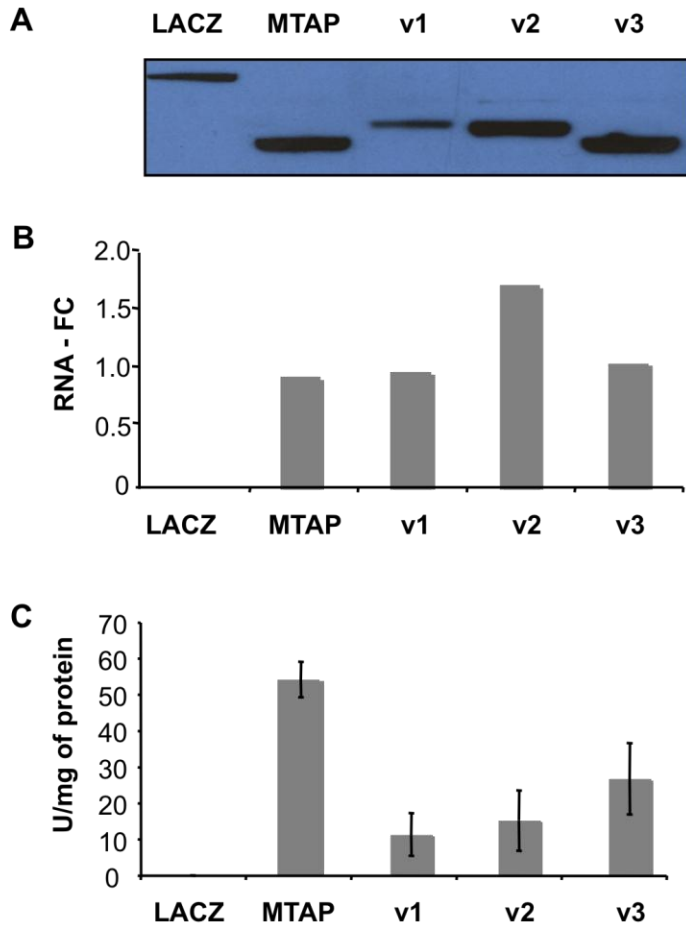 A
LACZ MTAP v1 v2 v3
B
RNA - FC
2.0
1.5
1.0
0.5
0
LACZ MTAP v1 v2 v3
C
U/mg of protein
70
60
50
40
30
20
10
0
LACZ MTAP v1 v2 v3